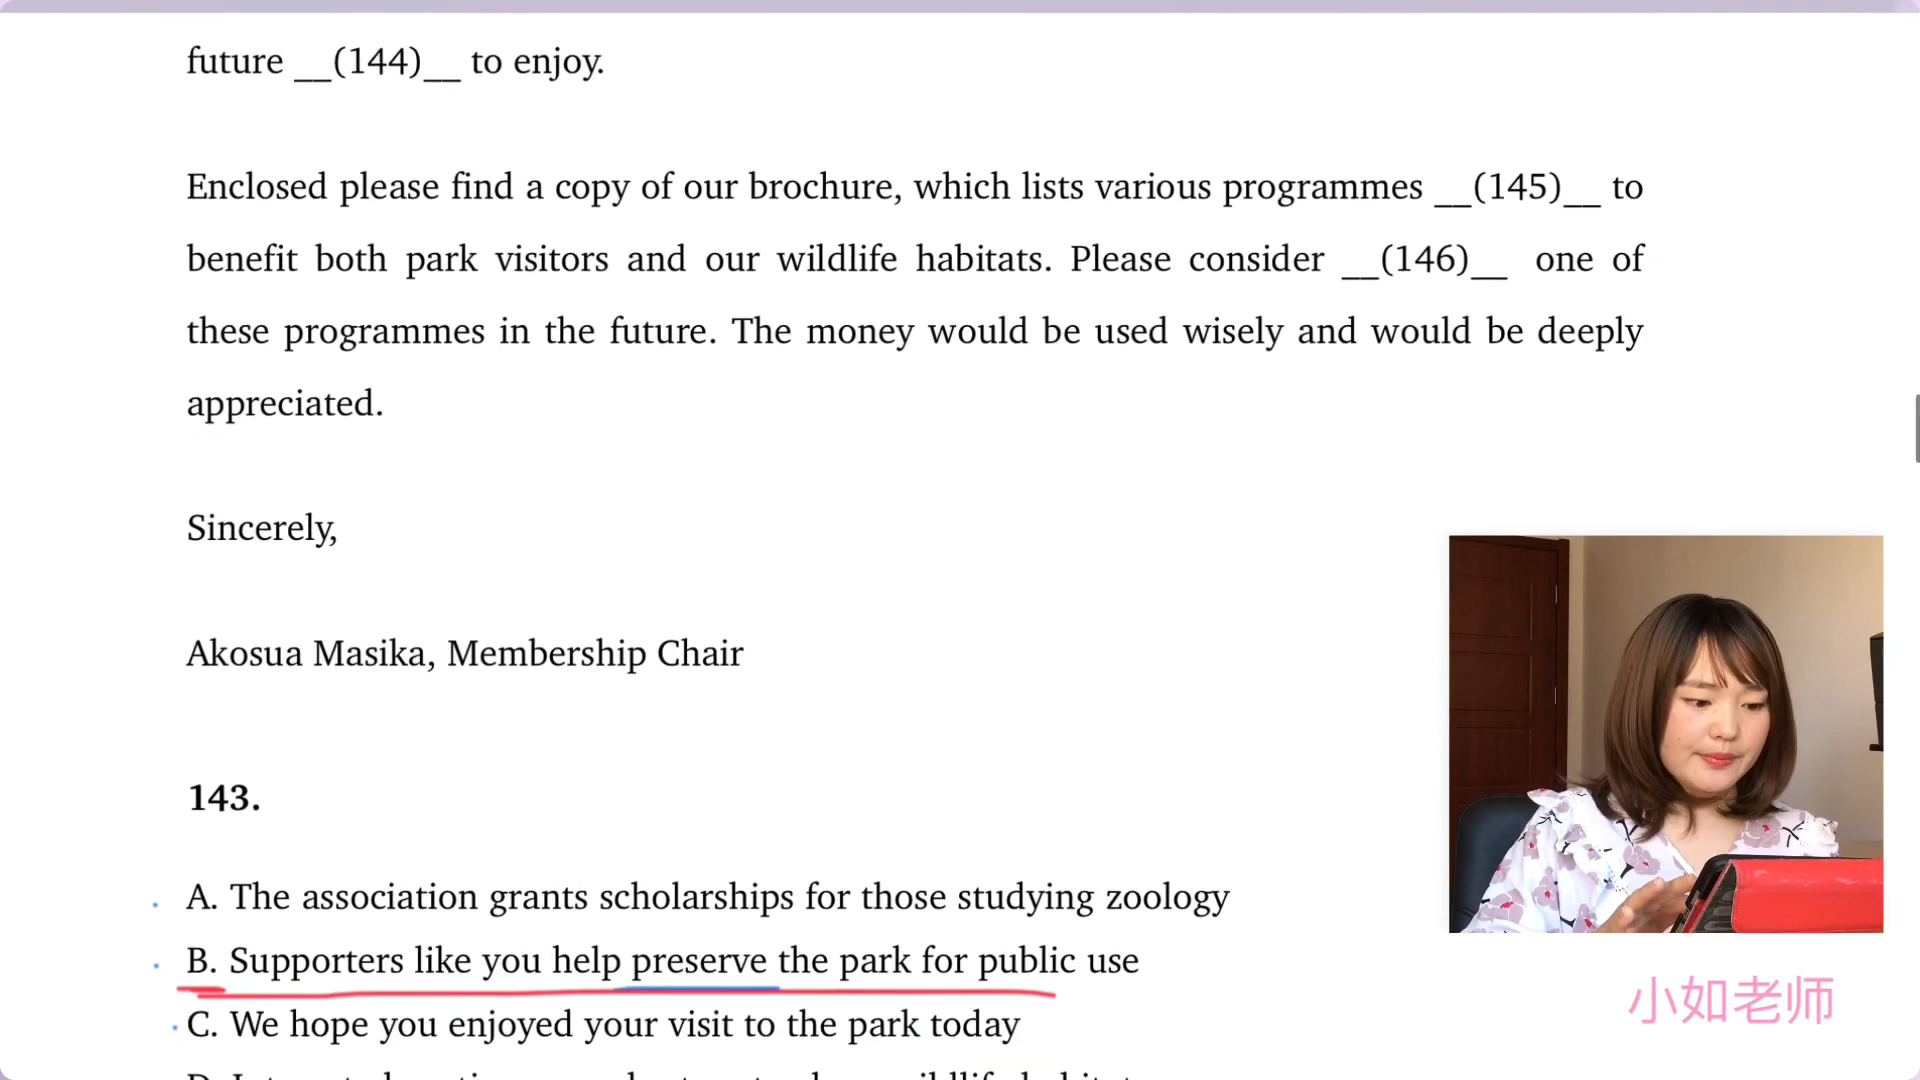 future __(144)__ to enjoy.
Enclosed please find a copy of our brochure, which lists various programmes __(145)__ to
benefit both park visitors and our wildlife habitats. Please consider __(146)__ one of
these programmes in the future. The money would be used wisely and would be deeply
appreciated.
Sincerely,
Akosua Masika, Membership Chair
143.
A. The association grants scholarships for those studying zoology
B. Supporters like you help preserve the park for public use
C. We hope you enjoyed your visit to the park today
小如老师